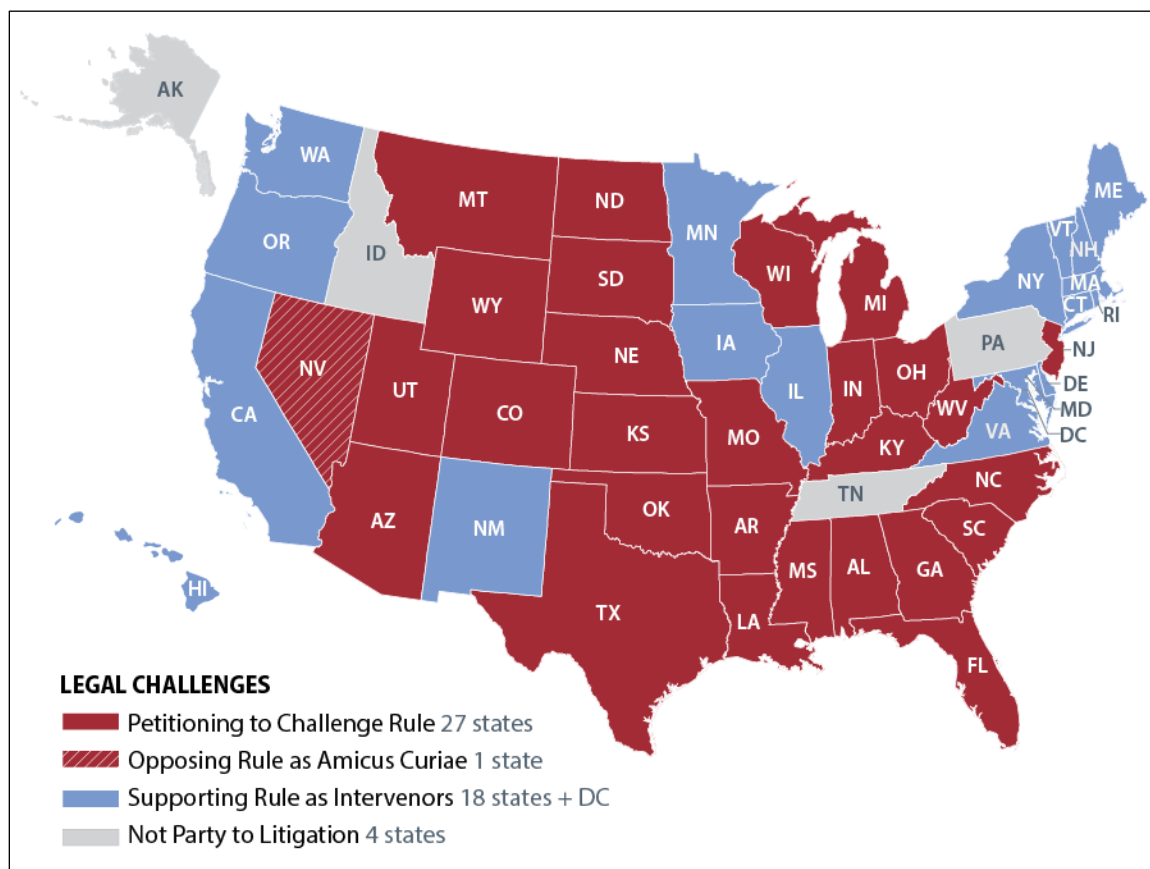 AK
WA
MT
ND
MN
ME
VT
NH
OR
ID
SD
WI
NY
MA
MI
CT
RI
WY
IA
PA
NJ
NV
NE
IL
IN
OH
DE
UT
CO
WV
MD
CA
KS
MO
KY
VA
DC
TN
NC
AZ
NM
OK
AR
SC
MS
AL
GA
HI
TX
LA
FL
LEGAL CHALLENGES
Petitioning to Challenge Rule 27 states
Opposing Rule as Amicus Curiae 1 state
Supporting Rule as Intervenors 18 states + DC
Not Party to Litigation 4 states